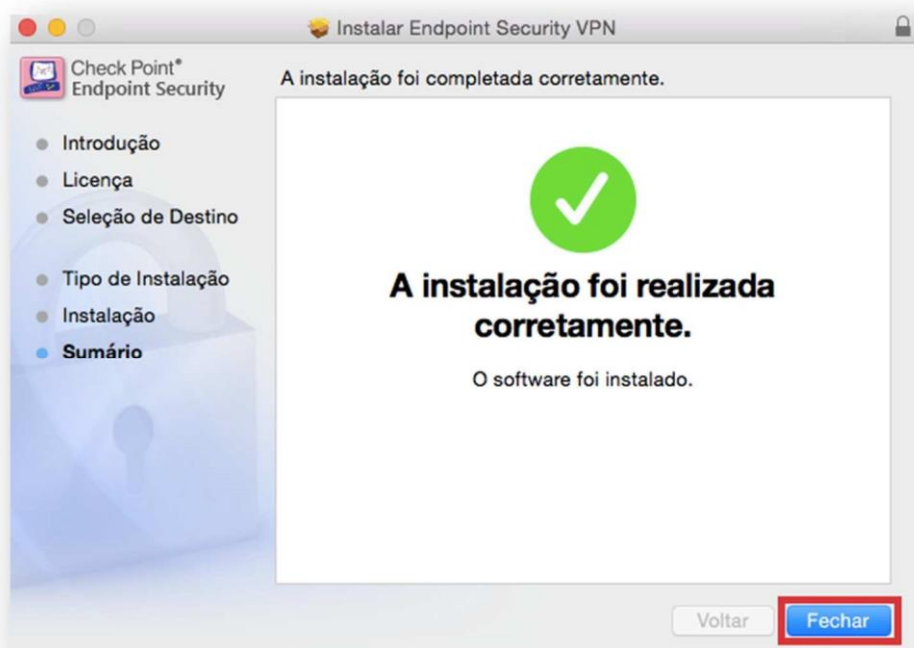 Instalar Endpoint Security VPN
Check Point®
Endpoint Security
A instalação foi completada corretamente.
Introdução
Licença
Seleção de Destino
Tipo de Instalação
Instalação
Sumário
A instalação foi realizada
corretamente.
O software foi instalado.
Voltar
Fechar